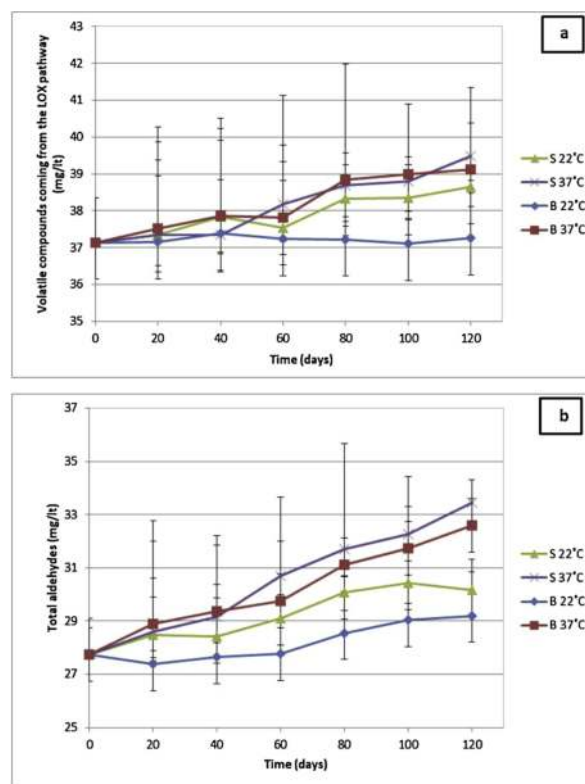 a
Volatile compounds coming from the LOX pathway
(mg/lt)
43
42
41
40
39
38
37
36
35
0 20 40 60 80 100 120
Time (days)
S 22°C
S 37°C
B 22°C
B 37°C
b
Total aldehydes (mg/lt)
37
35
33
31
29
27
25
0 20 40 60 80 100 120
Time (days)
S 22°C
S 37°C
B 22°C
B 37°C